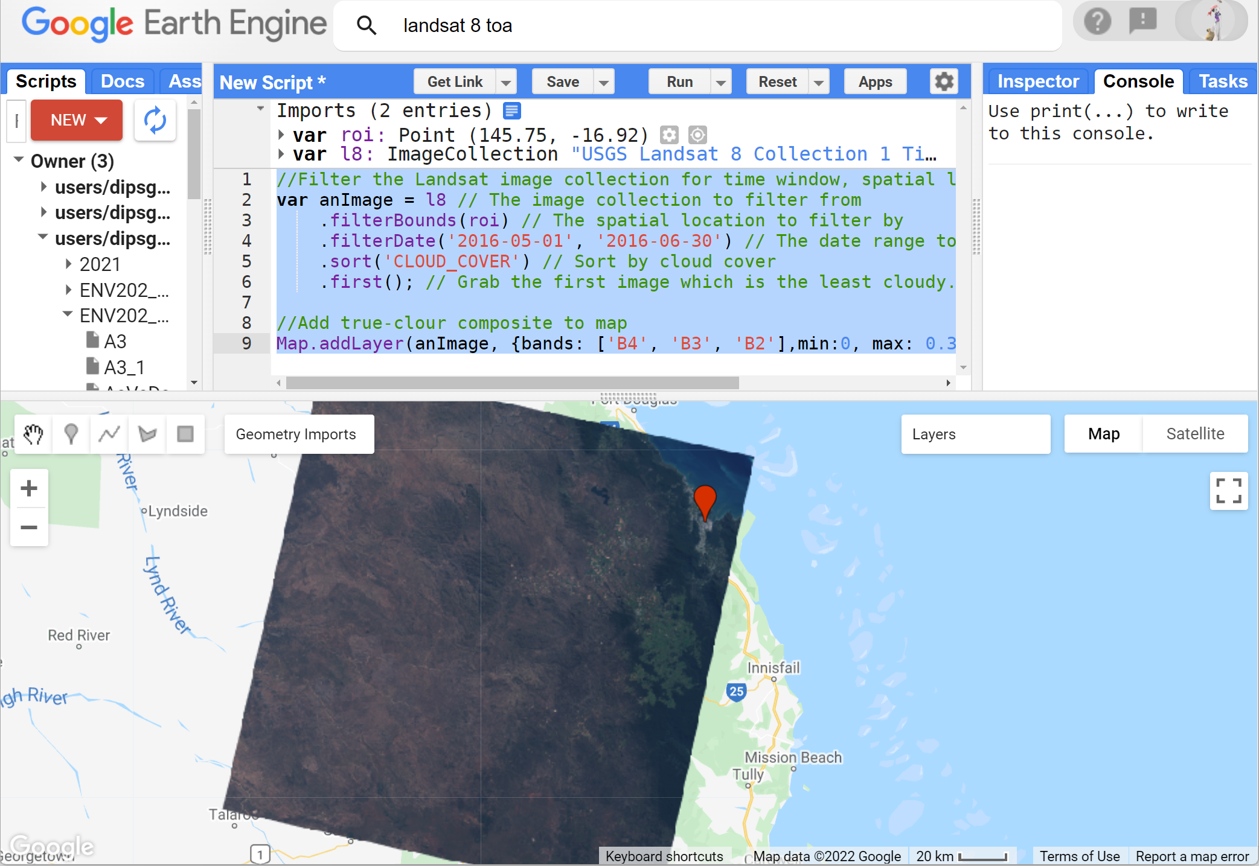 Google Earth Engine
landsat 8 toa
Scripts Docs Ass
New Script *
Get Link Save Run Reset Apps
Inspector Console Tasks
NEW
Owner (3)
users/dipsg...
users/dipsg...
users/dipsg...
2021
ENV202_...
ENV202_...
A3
A3_1
Imports (2 entries)
var roi: Point (145.75, -16.92)
var l8: ImageCollection "USGS Landsat 8 Collection 1 Ti…
1 //Filter the Landsat image collection for time window, spatial l
2 var anImage = l8 // The image collection to filter from
3 .filterBounds(roi) // The spatial location to filter by
4 .filterDate('2016-05-01', '2016-06-30') // The date range to
5 .sort('CLOUD_COVER') // Sort by cloud cover
6 .first(); // Grab the first image which is the least cloudy.
7
8 //Add true-clour composite to map
9 Map.addLayer(anImage, {bands: ['B4', 'B3', 'B2'],min:0, max: 0.3
Use print(...) to write
to this console.
Port Douglas
Geometry Imports
Layers
Map Satellite
River
Lyndside
Lynd River
Red River
gh River
Innisfail
25
Mission Beach
Tully
Talaro
1
Google
Georgetown
Keyboard shortcuts Map data ©2022 Google 20 km Terms of Use Report a map error